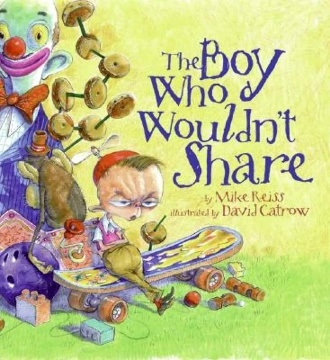 The Boy
Who
Wouldn't
Share
by Mike Reiss
illustrated by David Catrow